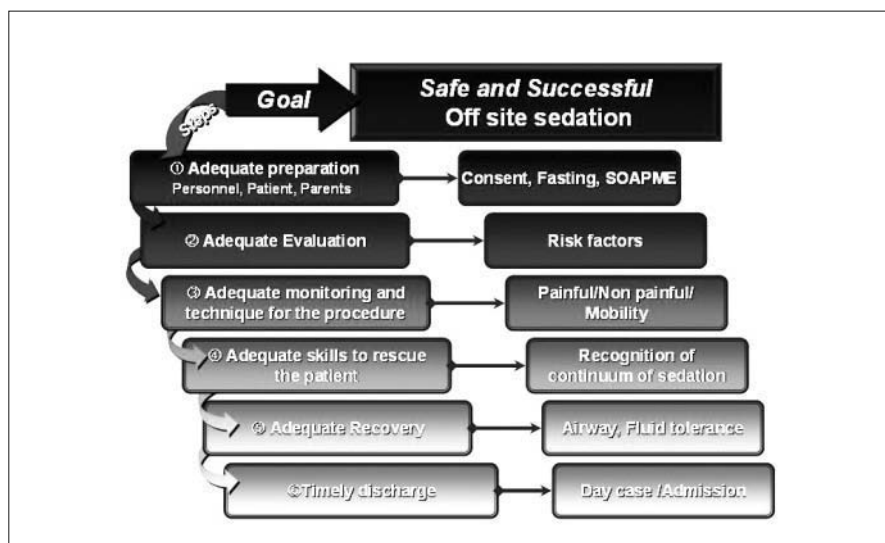 Steps
Goal
Safe and Successful
Off site sedation
① Adequate preparation
Personnel, Patient, Parents
Consent, Fasting, SOAPME
② Adequate Evaluation
Risk factors
③ Adequate monitoring and
technique for the procedure
Painful/Non painful/
Mobility
④ Adequate skills to rescue
the patient
Recognition of
continuum of sedation
⑤ Adequate Recovery
Airway, Fluid tolerance
⑥Timely discharge
Day case /Admission